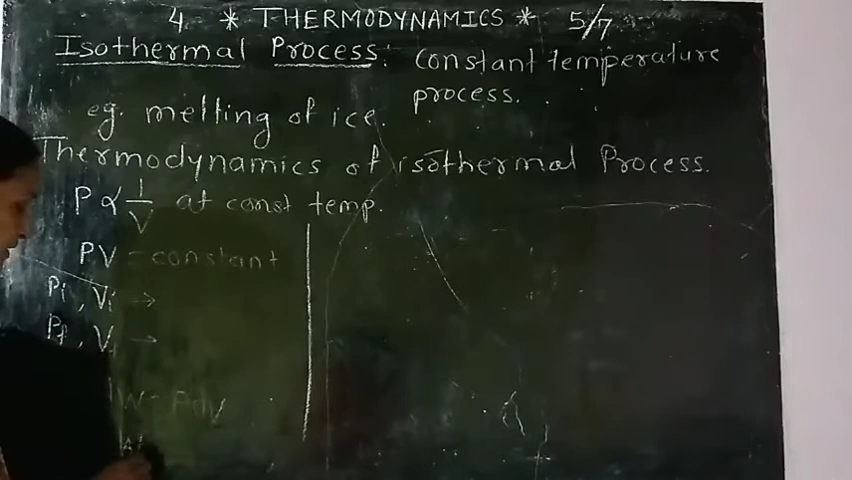 4 * THERMODYNAMICS * 5/7
Isothermal Process: Constant temperature process.
eg. melting of ice.
Thermodynamics of isothermal Process.
P ∝ 1/V at const temp.
PV = constant
Pi, Vi →
Pf, Vf →
dW = PdV